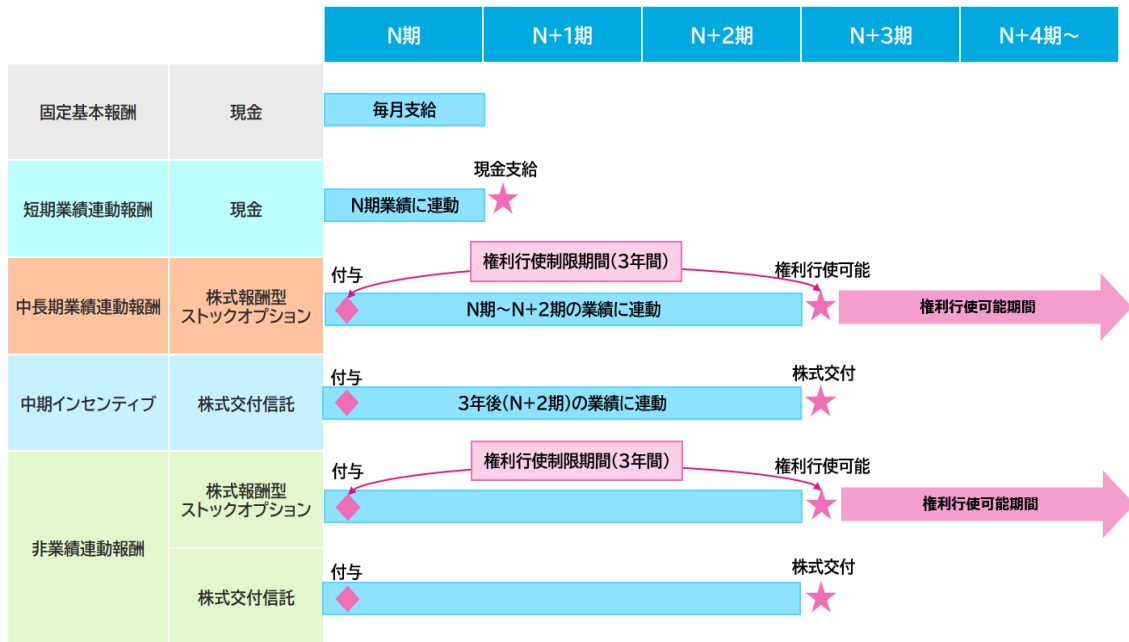 N期
N+1期
N+2期
N+3期
N+4期～
固定基本報酬
現金
毎月支給
短期業績連動報酬
現金
N期業績に連動
現金支給
中長期業績連動報酬
株式報酬型
ストックオプション
付与
権利行使制限期間(3年間)
権利行使可能
N期～N+2期の業績に連動
権利行使可能期間
中期インセンティブ
株式交付信託
付与
3年後(N+2期)の業績に連動
株式交付
非業績連動報酬
株式報酬型
ストックオプション
付与
権利行使制限期間(3年間)
権利行使可能
権利行使可能期間
株式交付信託
付与
株式交付